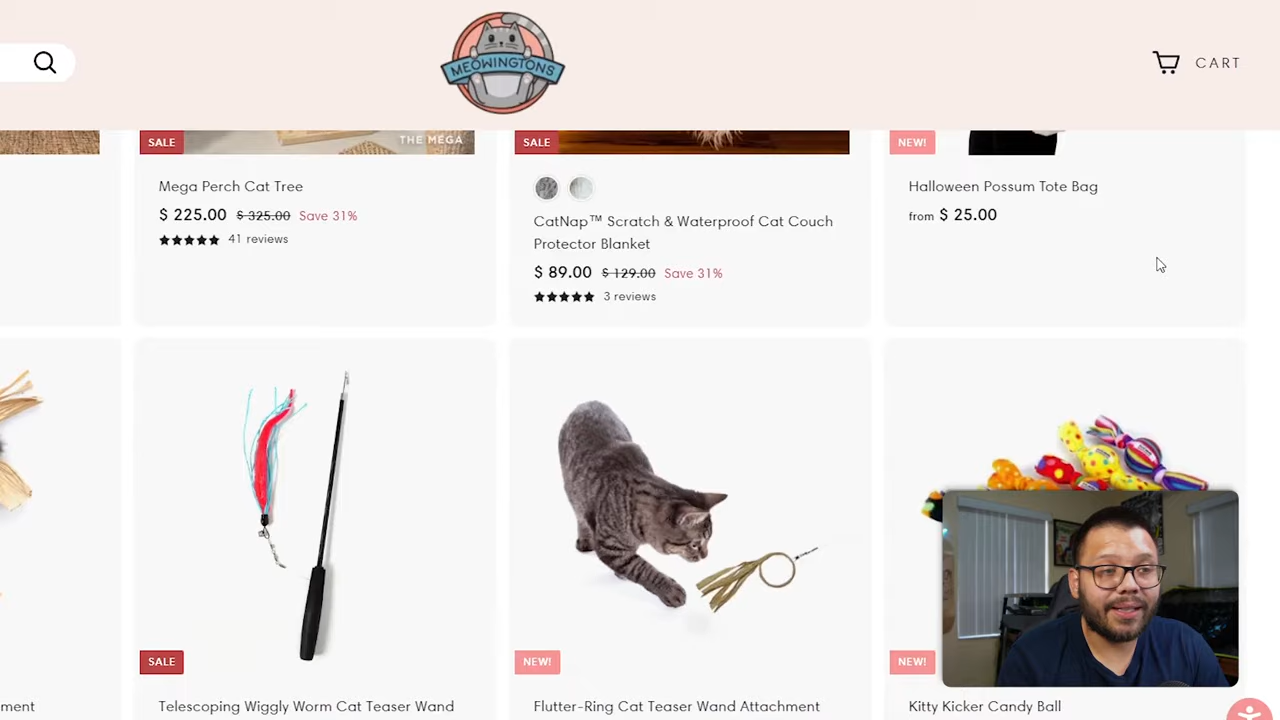 MEOWINGTONS
CART
THE MEGA
SALE
SALE
NEW!
Mega Perch Cat Tree
$ 225.00 $ 325.00 Save 31%
41 reviews
CatNap™ Scratch & Waterproof Cat Couch
Protector Blanket
$ 89.00 $ 129.00 Save 31%
3 reviews
Halloween Possum Tote Bag
from $ 25.00
SALE
NEW!
NEW!
ment
Telescoping Wiggly Worm Cat Teaser Wand
Flutter-Ring Cat Teaser Wand Attachment
Kitty Kicker Candy Ball